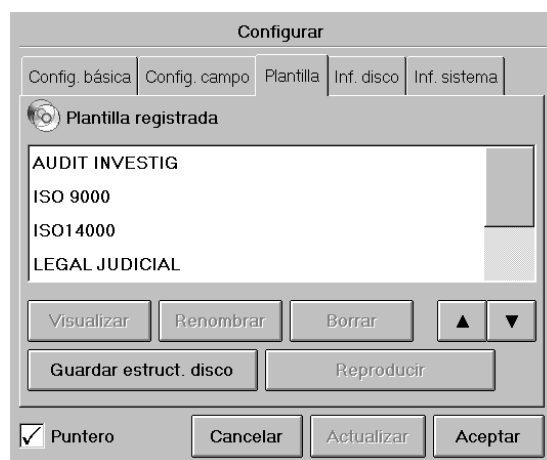 Configurar
Config. básica Config. campo Plantilla Inf. disco Inf. sistema
Plantilla registrada
AUDIT INVESTIG
ISO 9000
ISO14000
LEGAL JUDICIAL
Visualizar Renombrar Borrar ▲ ▼
Guardar estruct. disco Reproducir
Puntero Cancelar Actualizar Aceptar